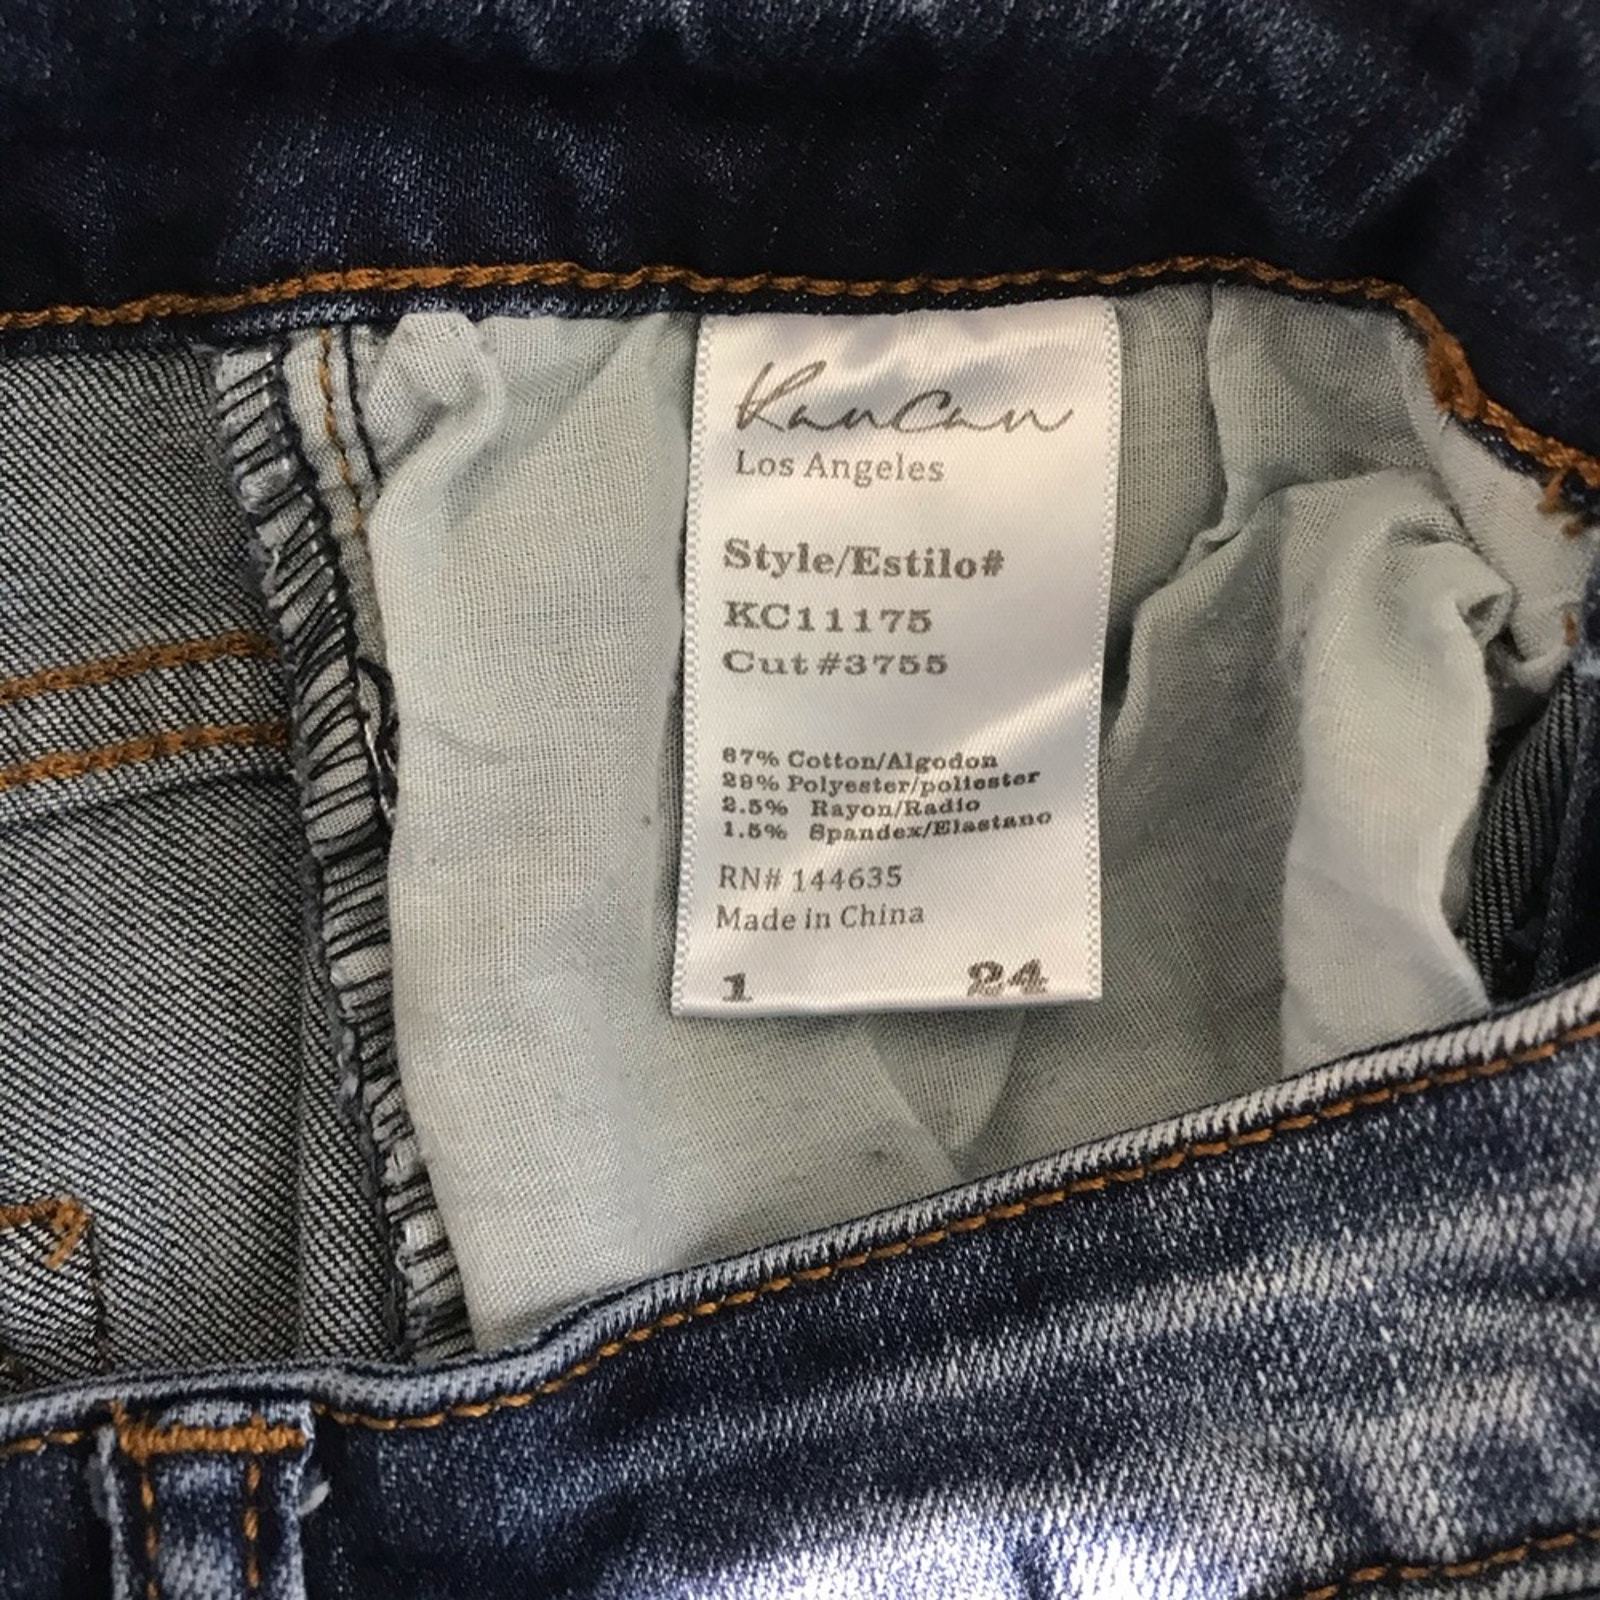 KanCan
Los Angeles
Style/Estilo#
KC11175
Cut #3755
67% Cotton/Algodon
29% Polyester/poliester
2.5% Rayon/Radio
1.5% Spandex/Elastano
RN# 144635
Made in China
1 24